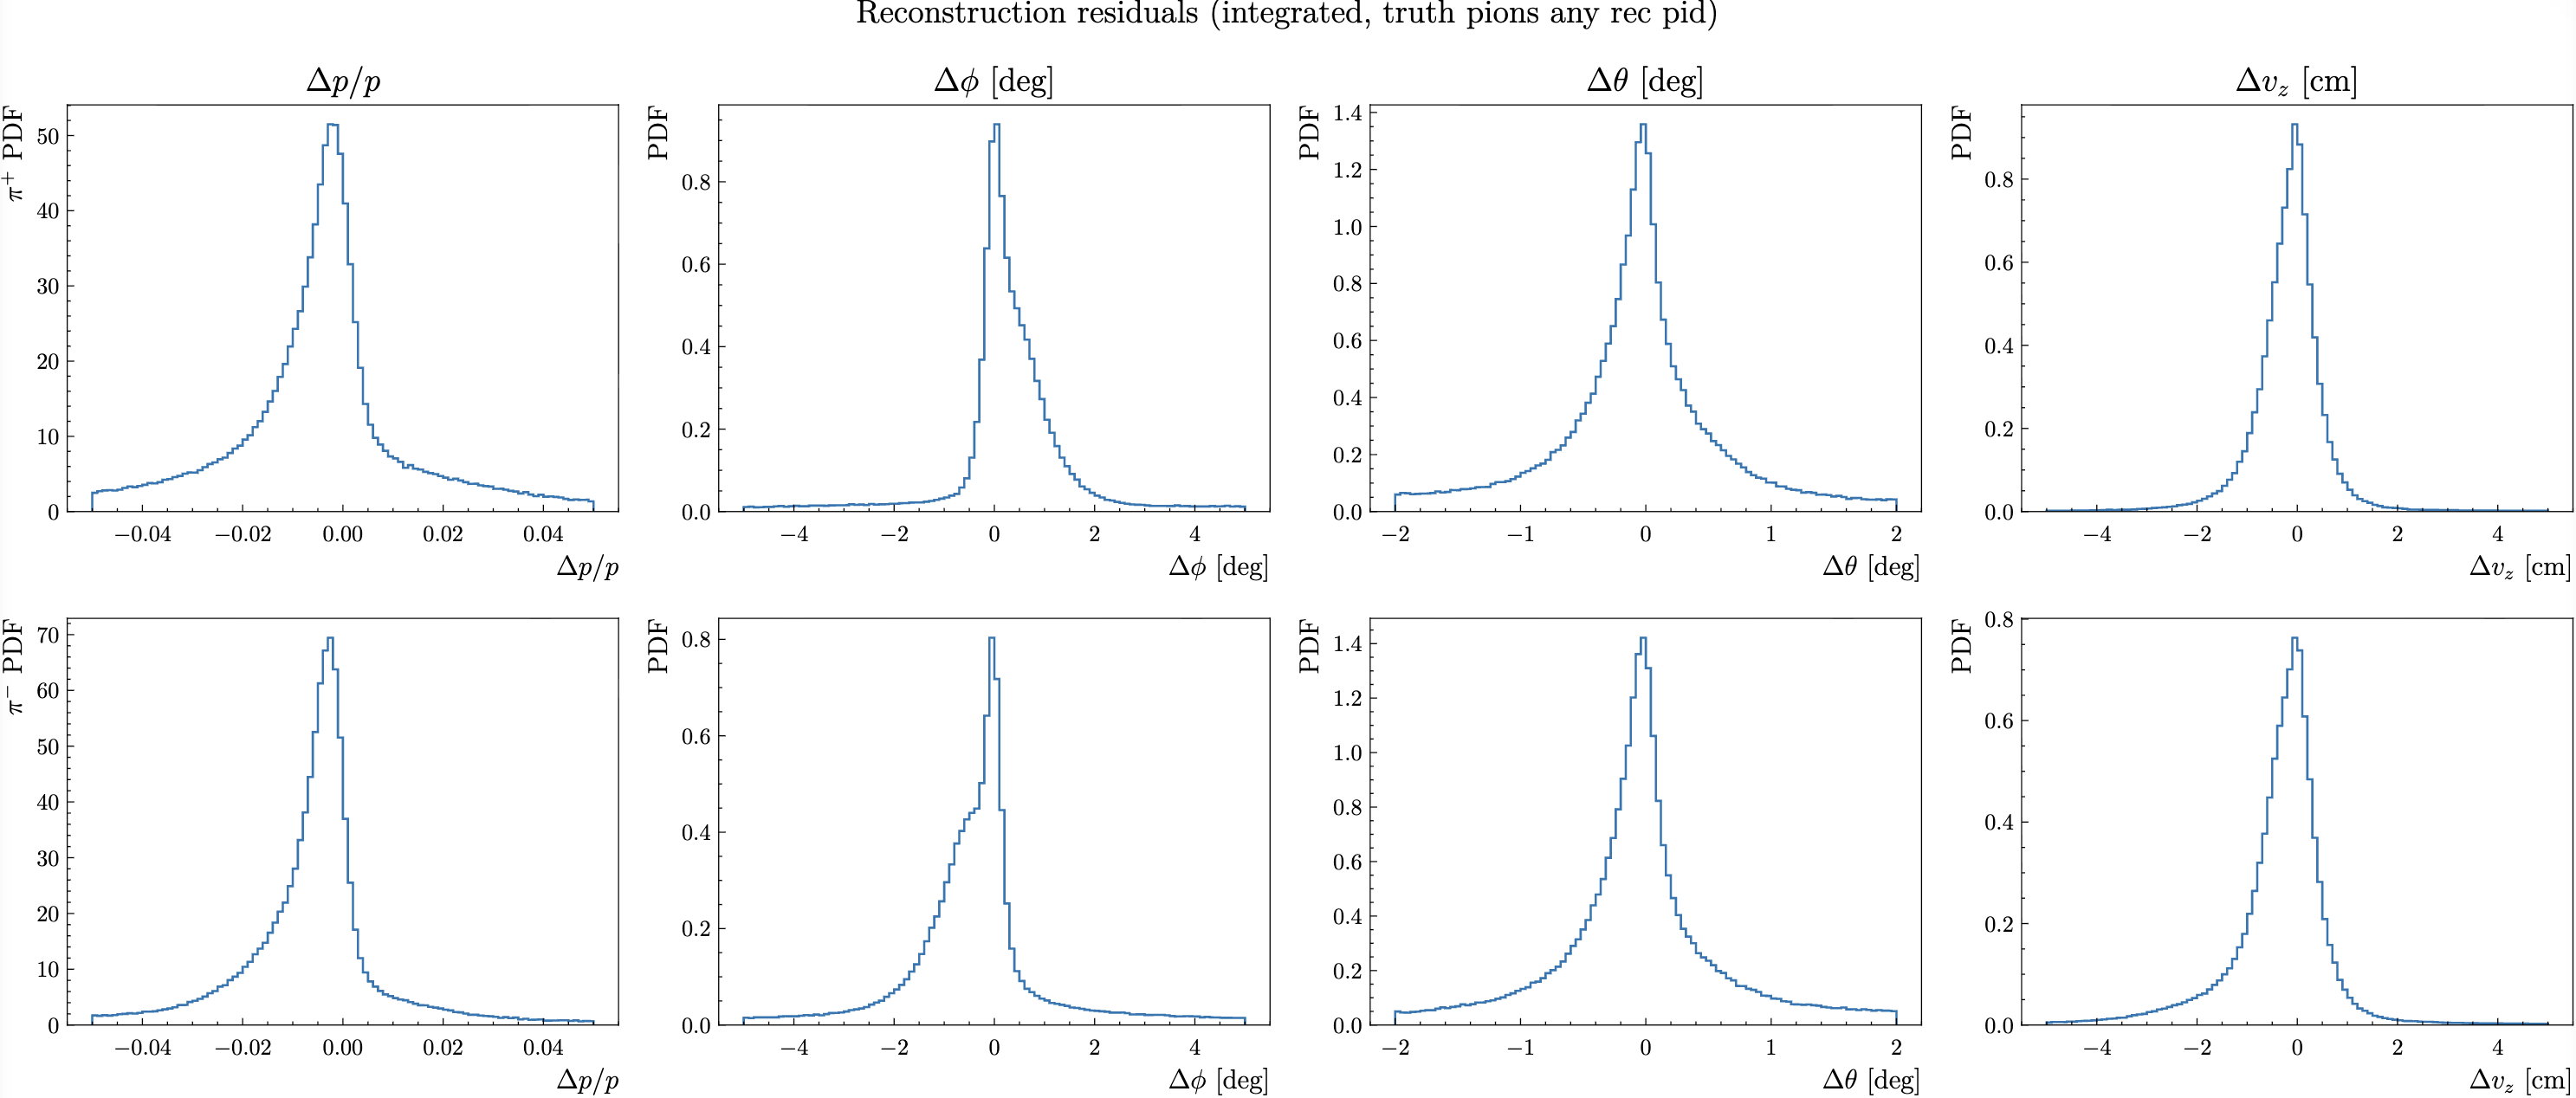 Reconstruction residuals (integrated, truth pions any rec pid)
Δp/p
Δϕ [deg]
Δθ [deg]
Δv_z [cm]
π⁺ PDF
0
10
20
30
40
50
−0.04 −0.02 0.00 0.02 0.04
Δp/p
PDF
0.0
0.2
0.4
0.6
0.8
−4 −2 0 2 4
Δϕ [deg]
PDF
0.0
0.2
0.4
0.6
0.8
1.0
1.2
1.4
−2 −1 0 1 2
Δθ [deg]
PDF
0.0
0.2
0.4
0.6
0.8
−4 −2 0 2 4
Δv_z [cm]
π⁻ PDF
0
10
20
30
40
50
60
70
−0.04 −0.02 0.00 0.02 0.04
Δp/p
PDF
0.0
0.2
0.4
0.6
0.8
−4 −2 0 2 4
Δϕ [deg]
PDF
0.0
0.2
0.4
0.6
0.8
1.0
1.2
1.4
−2 −1 0 1 2
Δθ [deg]
PDF
0.0
0.2
0.4
0.6
0.8
−4 −2 0 2 4
Δv_z [cm]